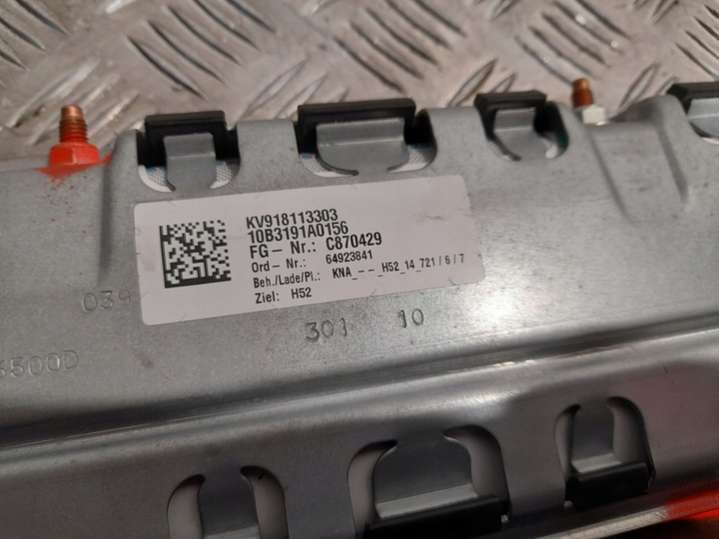 KV918113303
10B3191A0156
FG- Nr.: C870429
Ord- Nr.: 64923841
Beh./Lade/Pl.: KNA_--_H52_14_721/6/7
Ziel: H52
039
301 10
6500D